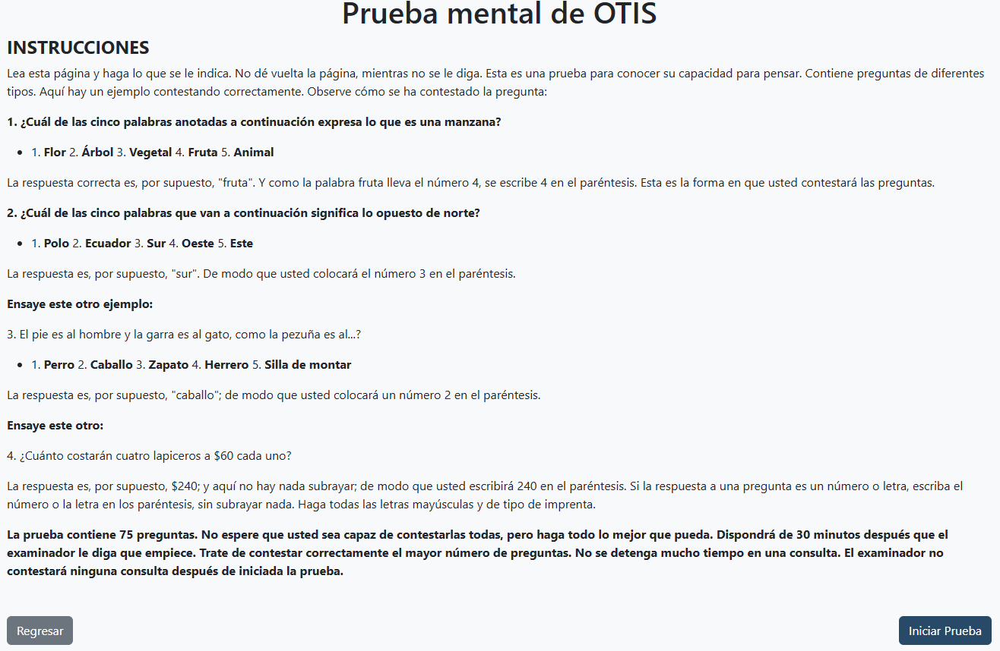 Prueba mental de OTIS
INSTRUCCIONES
Lea esta página y haga lo que se le indica. No dé vuelta la página, mientras no se le diga. Esta es una prueba para conocer su capacidad para pensar. Contiene preguntas de diferentes
tipos. Aquí hay un ejemplo contestando correctamente. Observe cómo se ha contestado la pregunta:
1. ¿Cuál de las cinco palabras anotadas a continuación expresa lo que es una manzana?
• 1. Flor 2. Árbol 3. Vegetal 4. Fruta 5. Animal
La respuesta correcta es, por supuesto, "fruta". Y como la palabra fruta lleva el número 4, se escribe 4 en el paréntesis. Esta es la forma en que usted contestará las preguntas.
2. ¿Cuál de las cinco palabras que van a continuación significa lo opuesto de norte?
• 1. Polo 2. Ecuador 3. Sur 4. Oeste 5. Este
La respuesta es, por supuesto, "sur". De modo que usted colocará el número 3 en el paréntesis.
Ensaye este otro ejemplo:
3. El pie es al hombre y la garra es al gato, como la pezuña es al...?
• 1. Perro 2. Caballo 3. Zapato 4. Herrero 5. Silla de montar
La respuesta es, por supuesto, "caballo"; de modo que usted colocará un número 2 en el paréntesis.
Ensaye este otro:
4. ¿Cuánto costarán cuatro lapiceros a $60 cada uno?
La respuesta es, por supuesto, $240; y aquí no hay nada subrayar; de modo que usted escribirá 240 en el paréntesis. Si la respuesta a una pregunta es un número o letra, escriba el
número o la letra en los paréntesis, sin subrayar nada. Haga todas las letras mayúsculas y de tipo de imprenta.
La prueba contiene 75 preguntas. No espere que usted sea capaz de contestarlas todas, pero haga todo lo mejor que pueda. Dispondrá de 30 minutos después que el
examinador le diga que empiece. Trate de contestar correctamente el mayor número de preguntas. No se detenga mucho tiempo en una consulta. El examinador no
contestará ninguna consulta después de iniciada la prueba.
Regresar
Iniciar Prueba